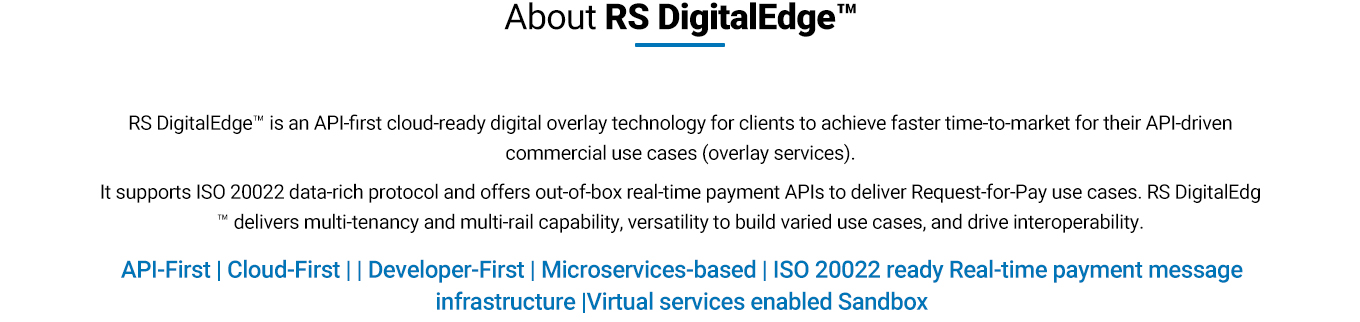 About RS DigitalEdge™
RS DigitalEdge™ is an API-first cloud-ready digital overlay technology for clients to achieve faster time-to-market for their API-driven
commercial use cases (overlay services).
It supports ISO 20022 data-rich protocol and offers out-of-box real-time payment APIs to deliver Request-for-Pay use cases. RS DigitalEdg
™ delivers multi-tenancy and multi-rail capability, versatility to build varied use cases, and drive interoperability.
API-First | Cloud-First | | Developer-First | Microservices-based | ISO 20022 ready Real-time payment message
infrastructure |Virtual services enabled Sandbox